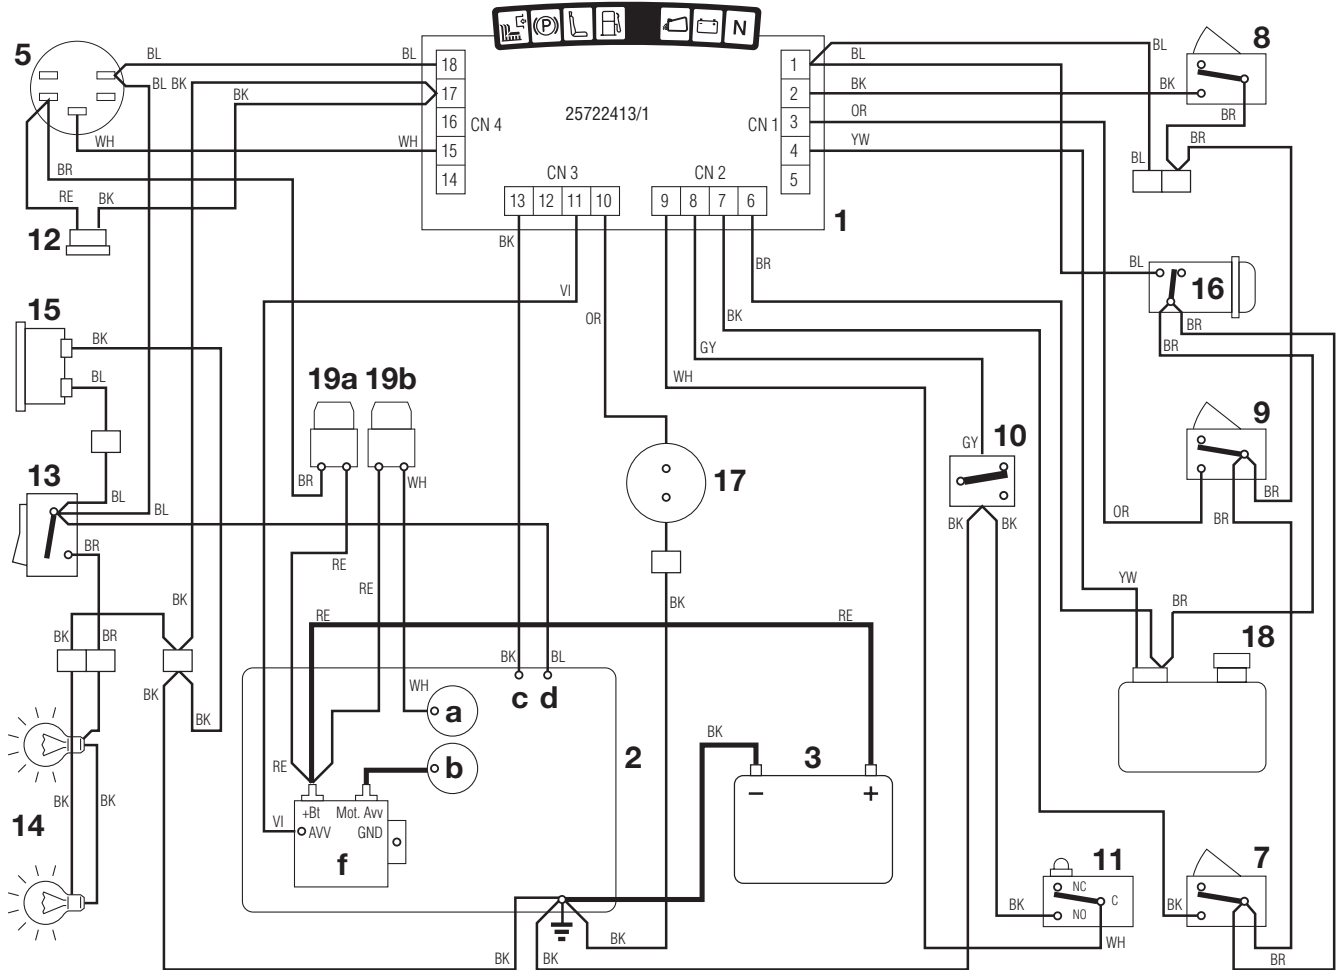 P N
5 BL BL 18 1 BL BL 8
BL BK 17 2 BK BK
BK 16 CN 4 25722413/1 CN 1 3 OR BR
WH WH 15 4 YW BL BR
BR 14 CN 3 CN 2 5
RE BK 13 12 11 10 9 8 7 6 1
12 BK BR
BL 16
15 VI BR
BK OR BK BR
GY
BL WH
19a 19b 9
10
GY
13 BR WH 17 BR
BL BL OR BR
BK BK
BR RE
RE YW
BK BK BR
RE RE
BK BR 18
BK BL
BK c d
BK WH a
BK 2 BK 3
b
RE − +
BK BK +Bt Mot. Avv
14 VI AVV GND
f 11 7
NC
BK NO C BK
BK WH
BK BK BR